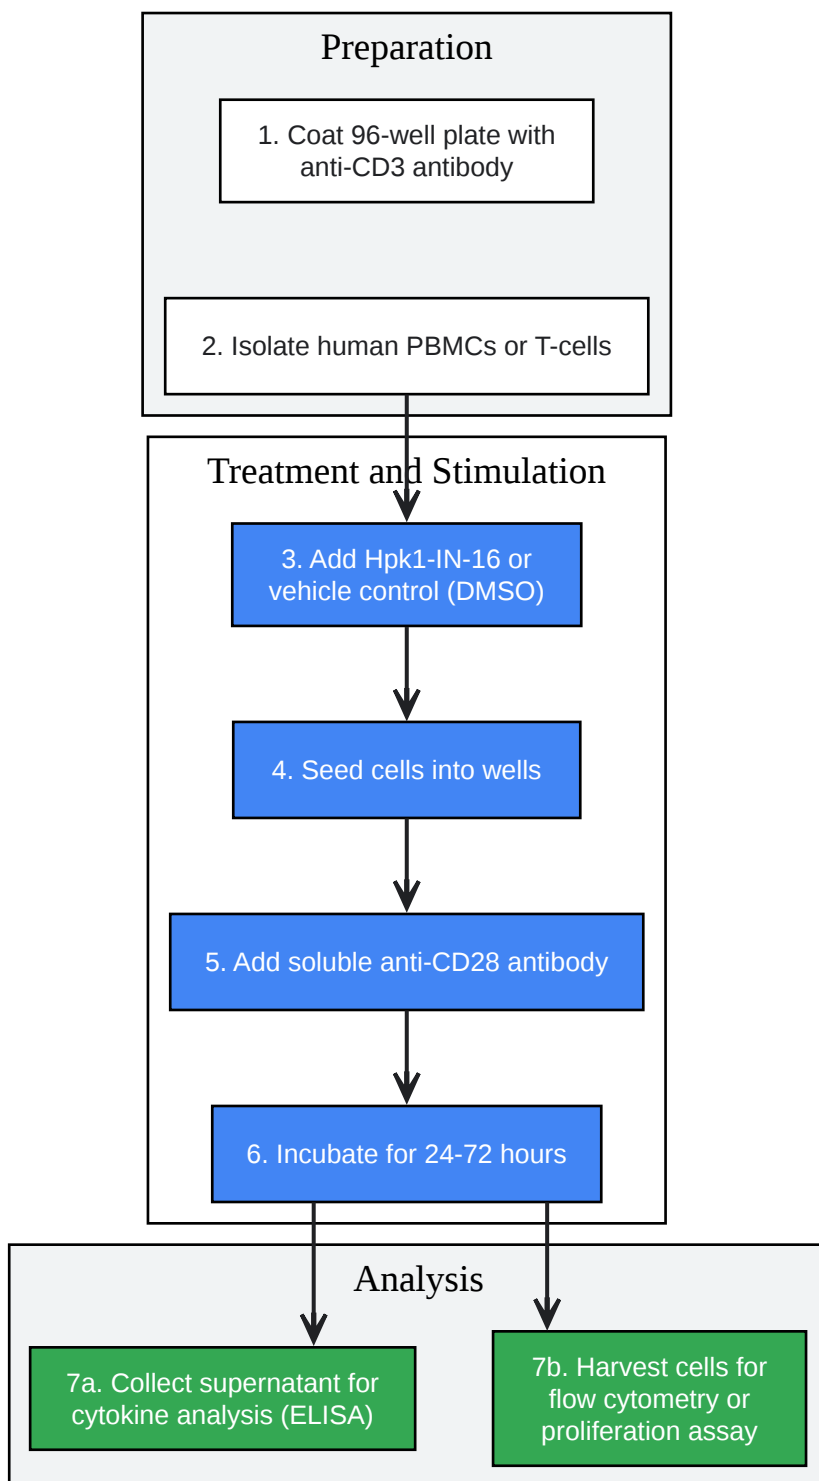 Preparation
1. Coat 96-well plate with
anti-CD3 antibody
2. Isolate human PBMCs or T-cells
Treatment and Stimulation
3. Add Hpk1-IN-16 or
vehicle control (DMSO)
4. Seed cells into wells
5. Add soluble anti-CD28 antibody
6. Incubate for 24-72 hours
Analysis
7a. Collect supernatant for
cytokine analysis (ELISA)
7b. Harvest cells for
flow cytometry or
proliferation assay